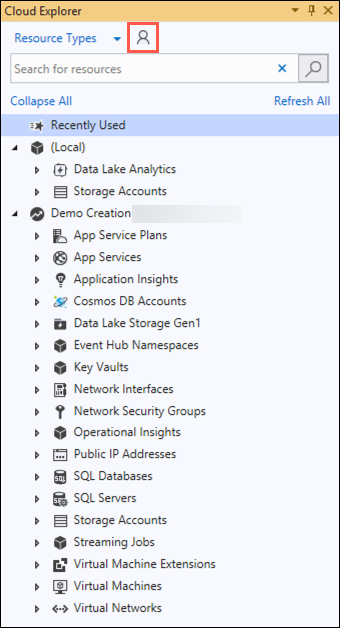 Cloud Explorer
Resource Types
Search for resources
Collapse All Refresh All
Recently Used
(Local)
Data Lake Analytics
Storage Accounts
Demo Creation
App Service Plans
App Services
Application Insights
Cosmos DB Accounts
Data Lake Storage Gen1
Event Hub Namespaces
Key Vaults
Network Interfaces
Network Security Groups
Operational Insights
Public IP Addresses
SQL Databases
SQL Servers
Storage Accounts
Streaming Jobs
Virtual Machine Extensions
Virtual Machines
Virtual Networks